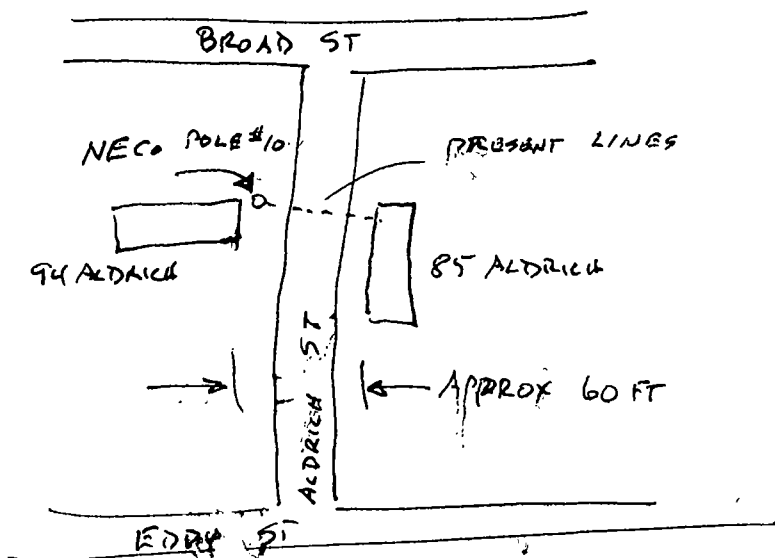 BROAD ST
NECo POLE #10
PRESENT LINES
94 ALDRICH
85 ALDRICH
ALDRICH ST
APPROX 60 FT
EDDY ST